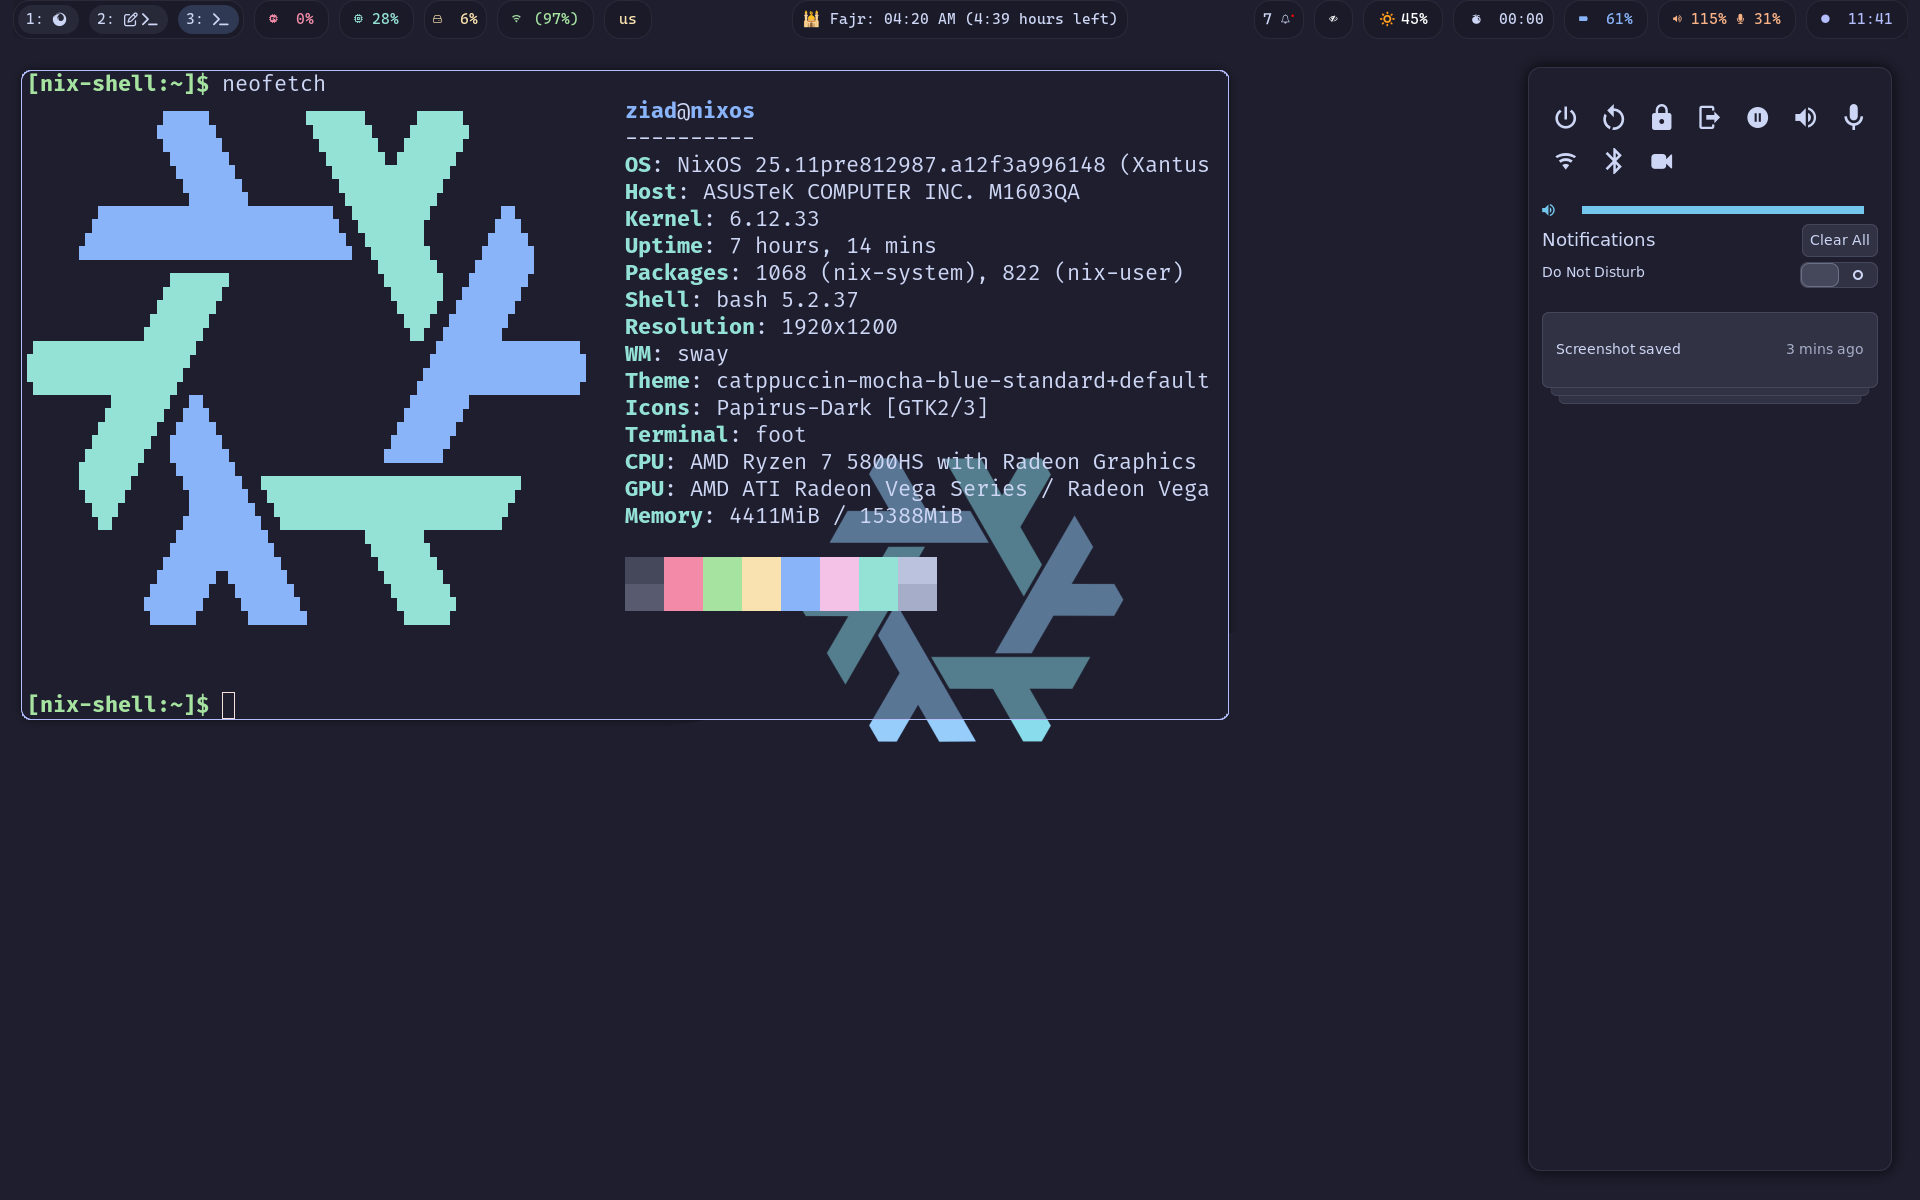 1: 2: 3: 0% 28% 6% (97%) us Fajr: 04:20 AM (4:39 hours left) 7 45% 00:00 61% 115% 31% 11:41
[nix-shell:~]$ neofetch
ziad@nixos
----------
OS: NixOS 25.11pre812987.a12f3a996148 (Xantus
Host: ASUSTeK COMPUTER INC. M1603QA
Kernel: 6.12.33
Uptime: 7 hours, 14 mins
Packages: 1068 (nix-system), 822 (nix-user)
Shell: bash 5.2.37
Resolution: 1920x1200
WM: sway
Theme: catppuccin-mocha-blue-standard+default
Icons: Papirus-Dark [GTK2/3]
Terminal: foot
CPU: AMD Ryzen 7 5800HS with Radeon Graphics
GPU: AMD ATI Radeon Vega Series / Radeon Vega
Memory: 4411MiB / 15388MiB
[nix-shell:~]$
Notifications
Clear All
Do Not Disturb
Screenshot saved 3 mins ago